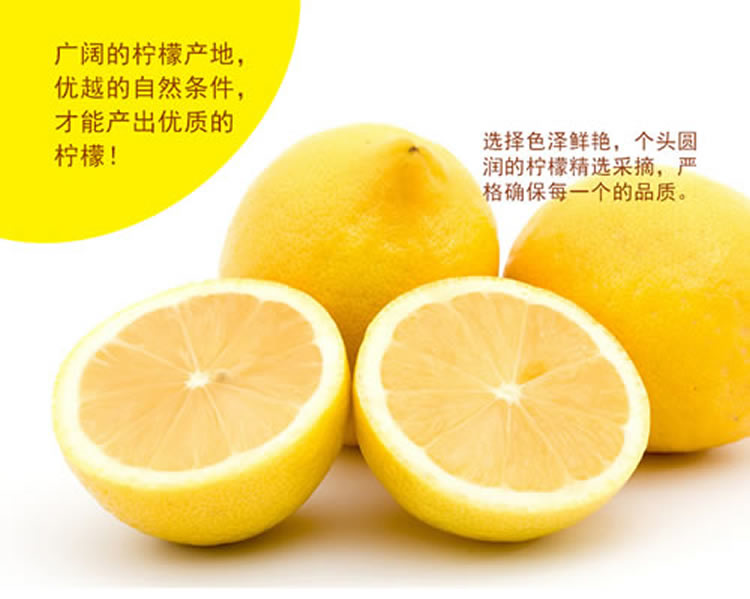 广阔的柠檬产地，
优越的自然条件，
才能产出优质的
柠檬！
选择色泽鲜艳，个头圆
润的柠檬精选采摘，严
格确保每一个的品质。